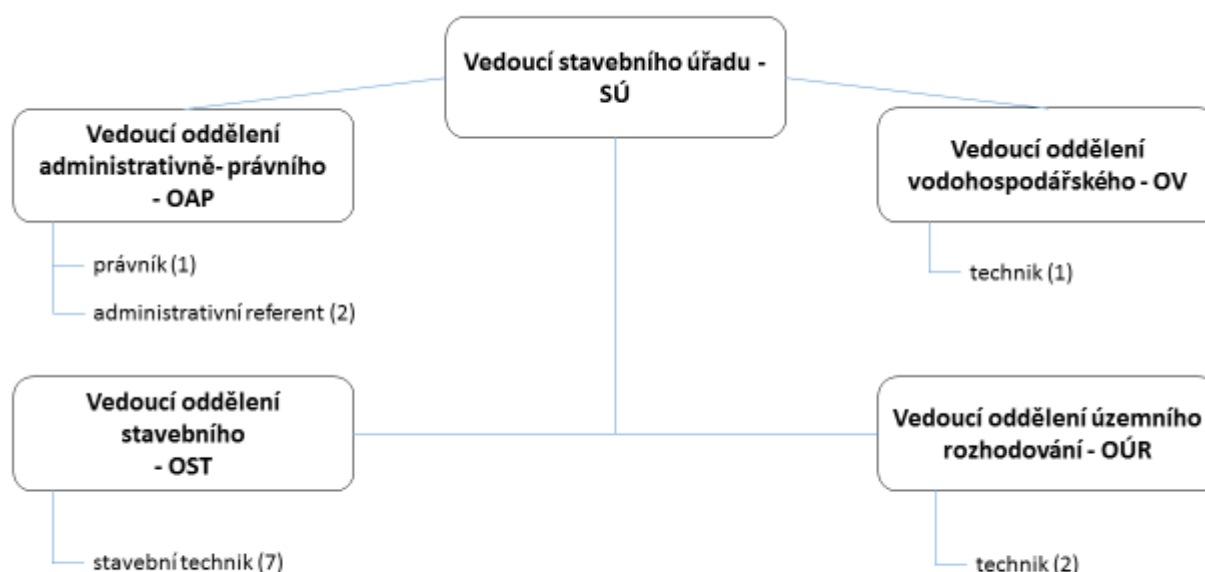 Vedoucí stavebního úřadu -
SÚ
Vedoucí oddělení
administrativně- právního
- OAP
právník (1)
administrativní referent (2)
Vedoucí oddělení
vodohospodářského - OV
technik (1)
Vedoucí oddělení
stavebního
- OST
stavební technik (7)
Vedoucí oddělení územního
rozhodování - OÚR
technik (2)